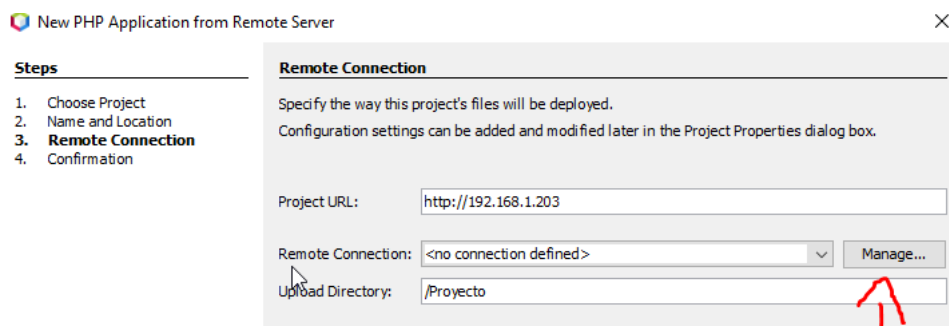 New PHP Application from Remote Server
Steps
1. Choose Project
2. Name and Location
3. Remote Connection
4. Confirmation
Remote Connection
Specify the way this project's files will be deployed.
Configuration settings can be added and modified later in the Project Properties dialog box.
Project URL: http://192.168.1.203
Remote Connection: <no connection defined> Manage...
Upload Directory: /Proyecto